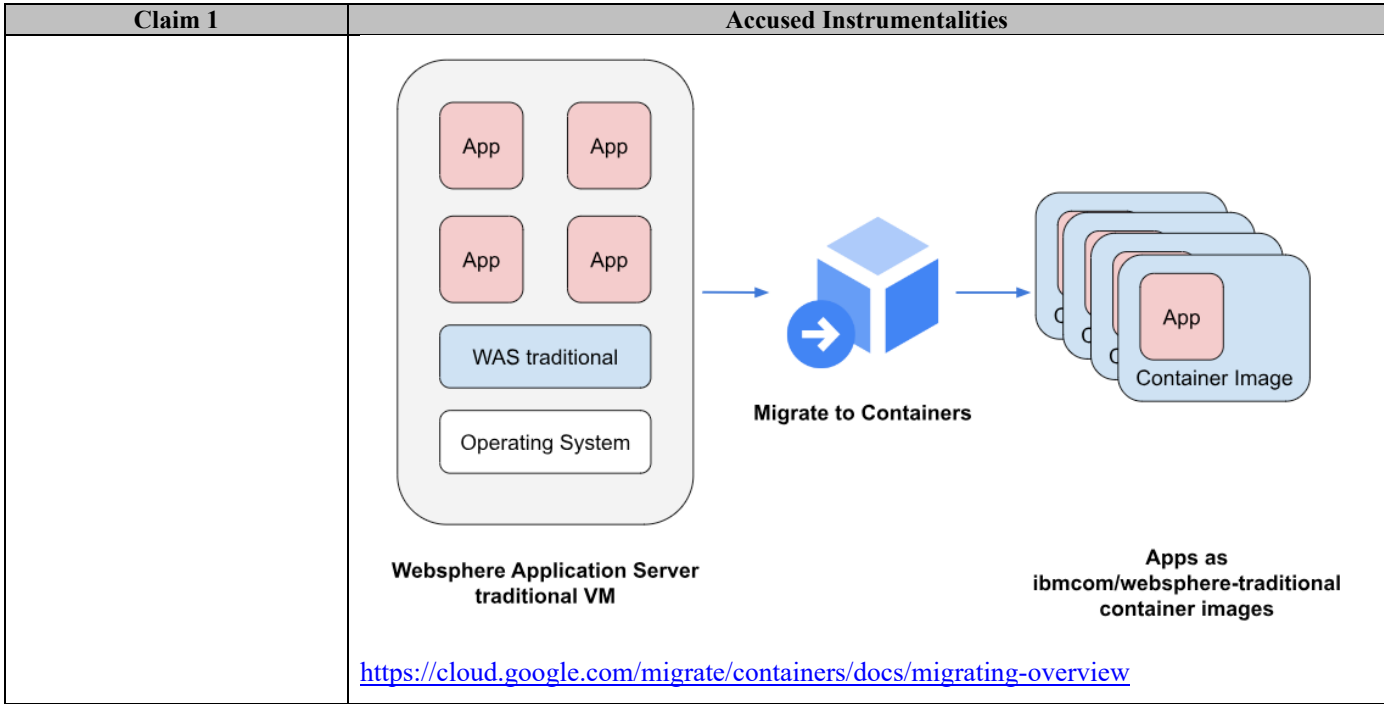 Claim 1
Accused Instrumentalities
App
App
App
App
WAS traditional
Operating System
Websphere Application Server
traditional VM
Migrate to Containers
C
C
C
App
Container Image
Apps as
ibmcom/websphere-traditional
container images
https://cloud.google.com/migrate/containers/docs/migrating-overview